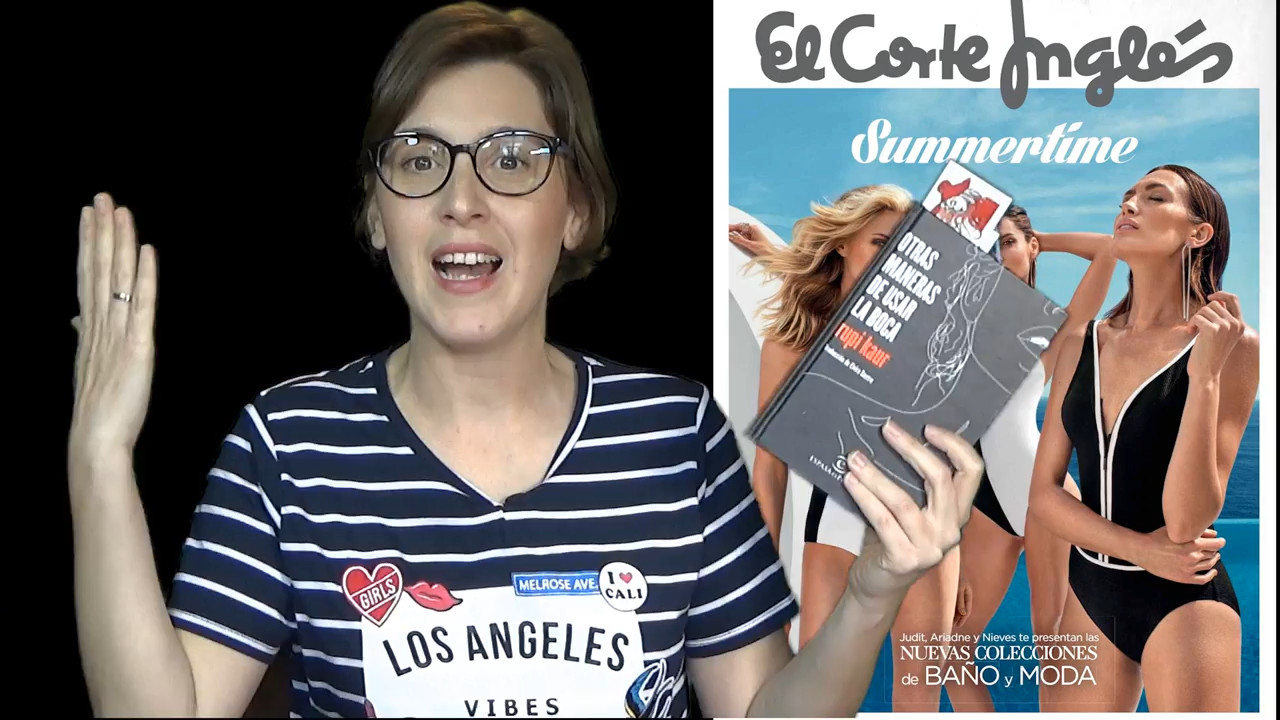 El Corte Inglés
Summertime
OTRAS
MANERAS
DE USAR
LA BOCA
rupi kaur
GIRLS
MELROSE AVE.
I ♥
CALI
LOS ANGELES
VIBES
Judit, Ariadne y Nieves te presentan las
NUEVAS COLECCIONES
de BAÑO y MODA